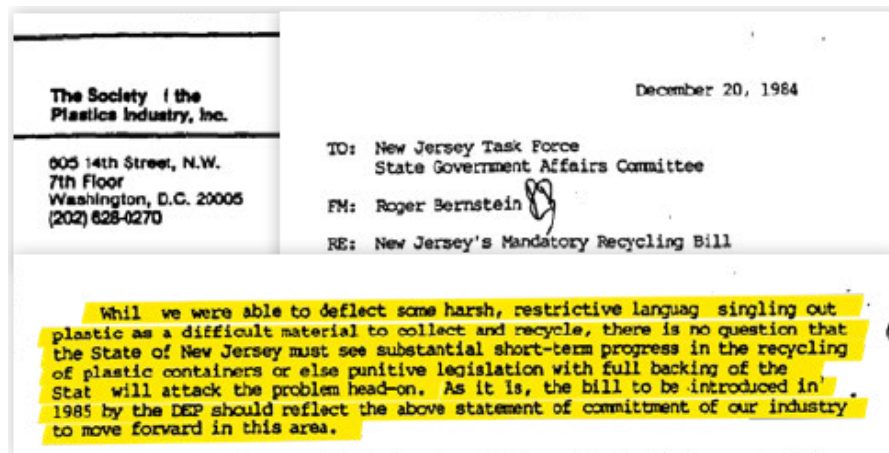 The Society f the
Plastics Industry, Inc.
605 14th Street, N.W.
7th Floor
Washington, D.C. 20005
(202) 628-0270
December 20, 1984
TO: New Jersey Task Force
State Government Affairs Committee
FM: Roger Bernstein
RE: New Jersey's Mandatory Recycling Bill
Whil we were able to deflect some harsh, restrictive languag singling out
plastic as a difficult material to collect and recycle, there is no question that
the State of New Jersey must see substantial short-term progress in the recycling
of plastic containers or else punitive legislation with full backing of the
Stat will attack the problem head-on. As it is, the bill to be introduced in
1985 by the DEP should reflect the above statement of committment of our industry
to move forward in this area.